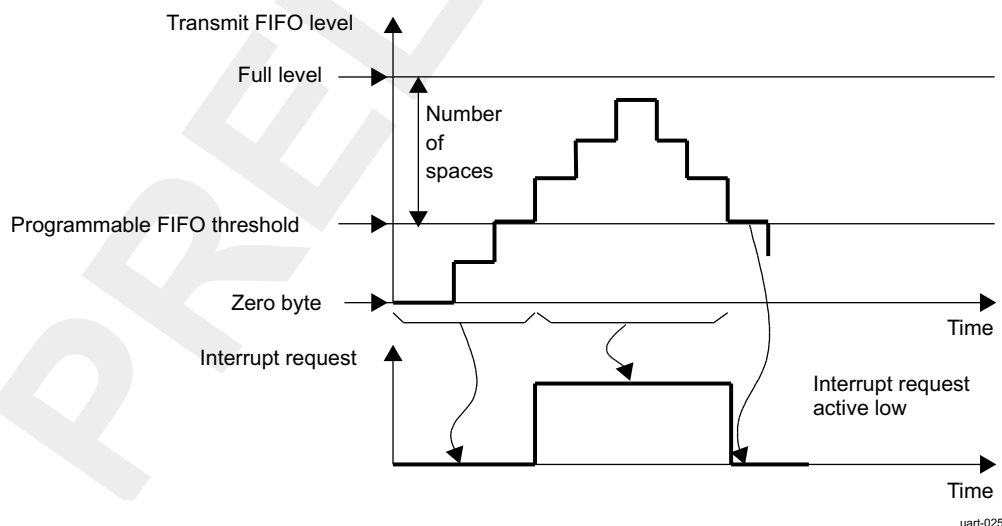 Transmit FIFO level
Full level
Number
of
spaces
Programmable FIFO threshold
Zero byte
Time
Interrupt request
Interrupt request
active low
Time
uart-025
PREL